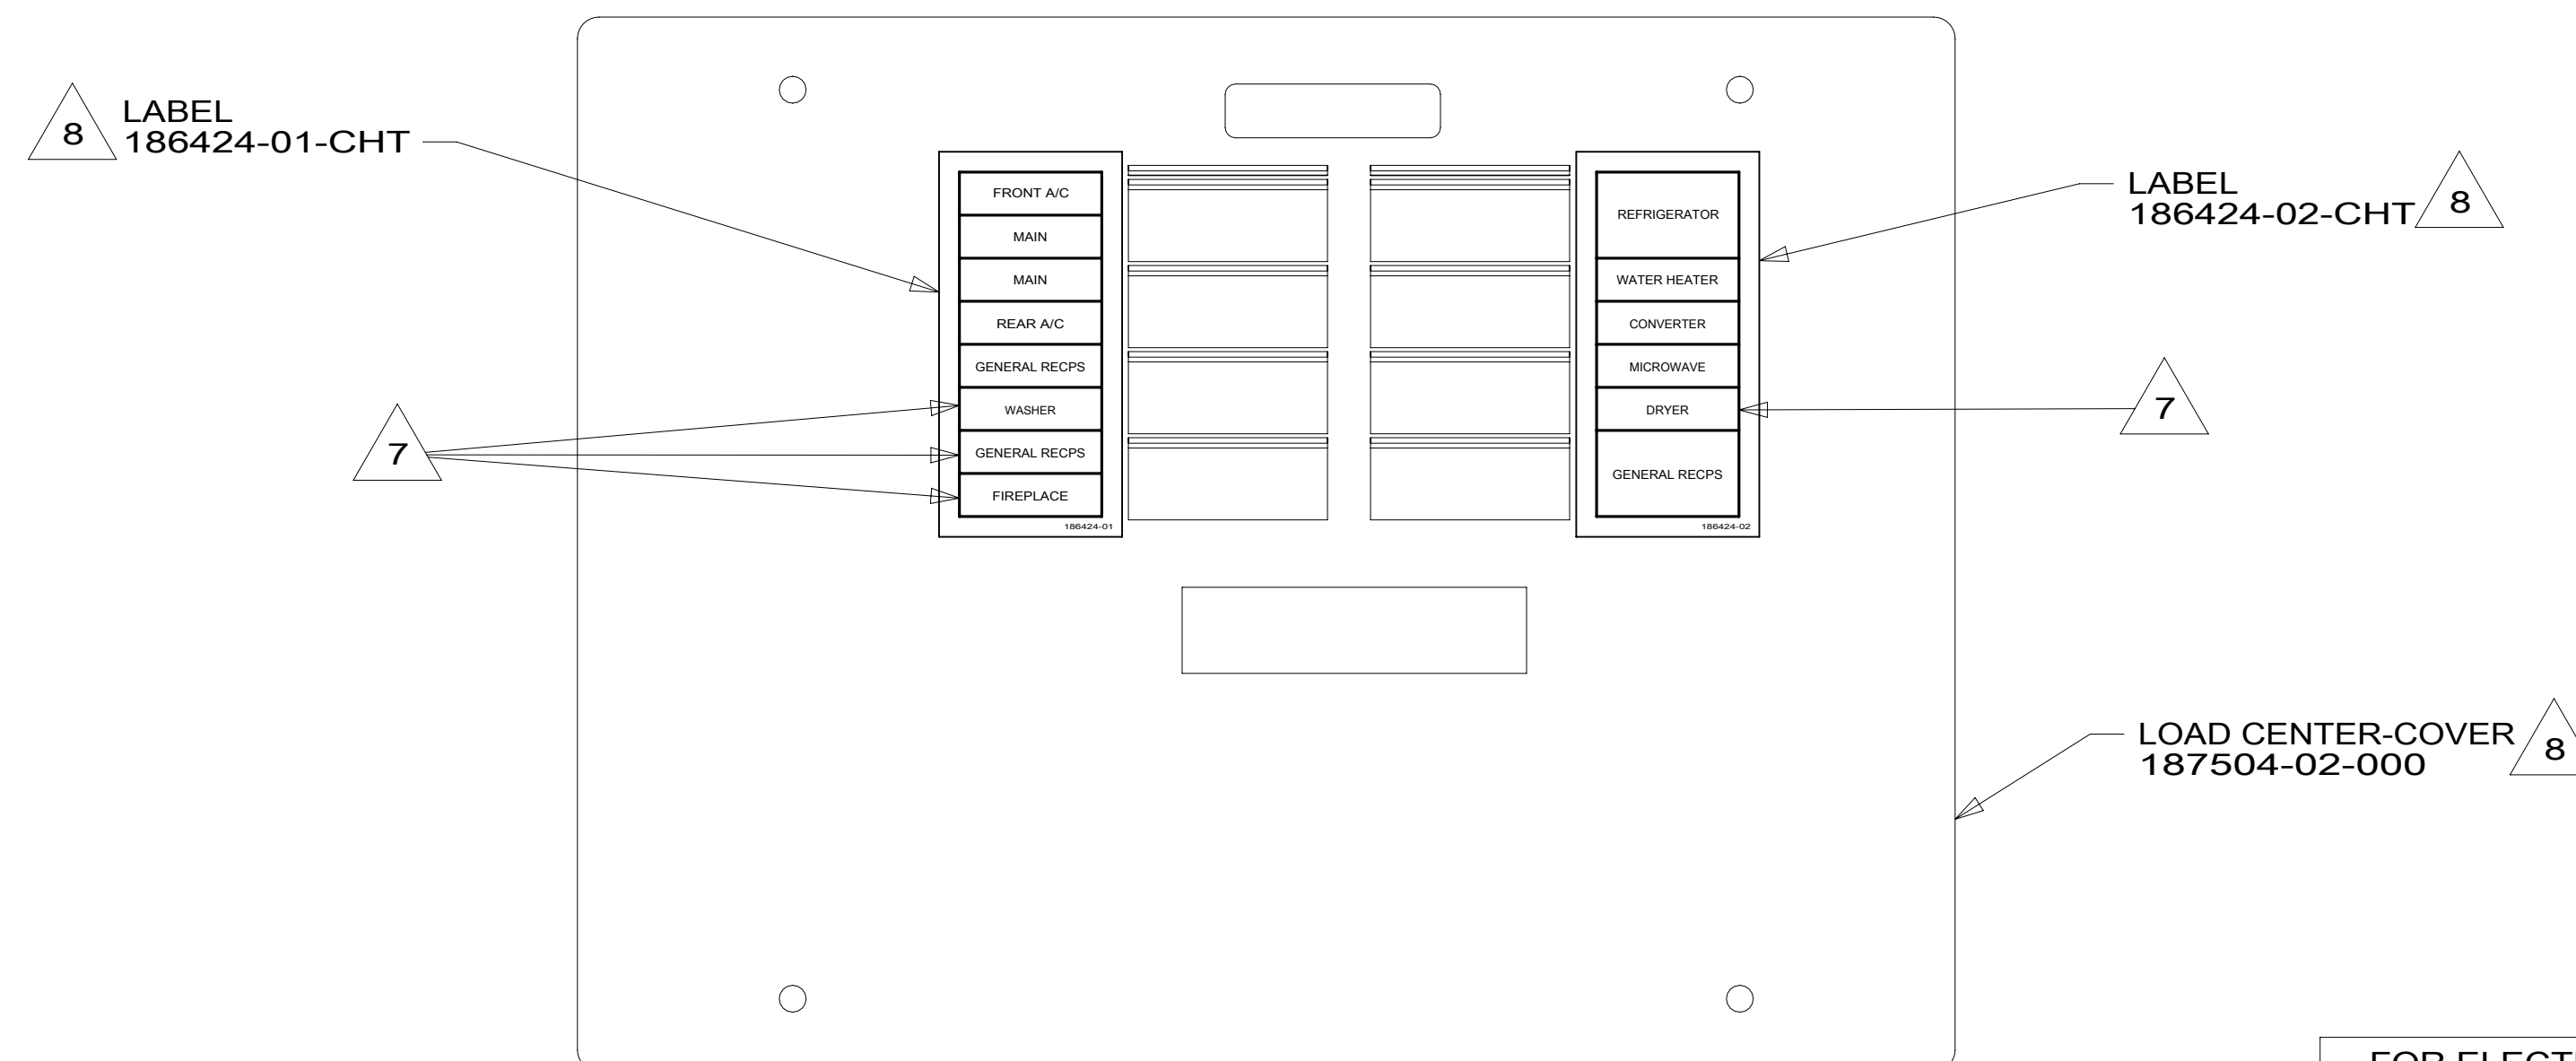 8
LABEL
186424-01-CHT
FRONT A/C
MAIN
MAIN
REAR A/C
GENERAL RECPS
WASHER
GENERAL RECPS
FIREPLACE
186424-01
7
REFRIGERATOR
WATER HEATER
CONVERTER
MICROWAVE
DRYER
GENERAL RECPS
186424-02
LABEL
186424-02-CHT
8
7
LOAD CENTER-COVER
187504-02-000
8
FOR ELECT